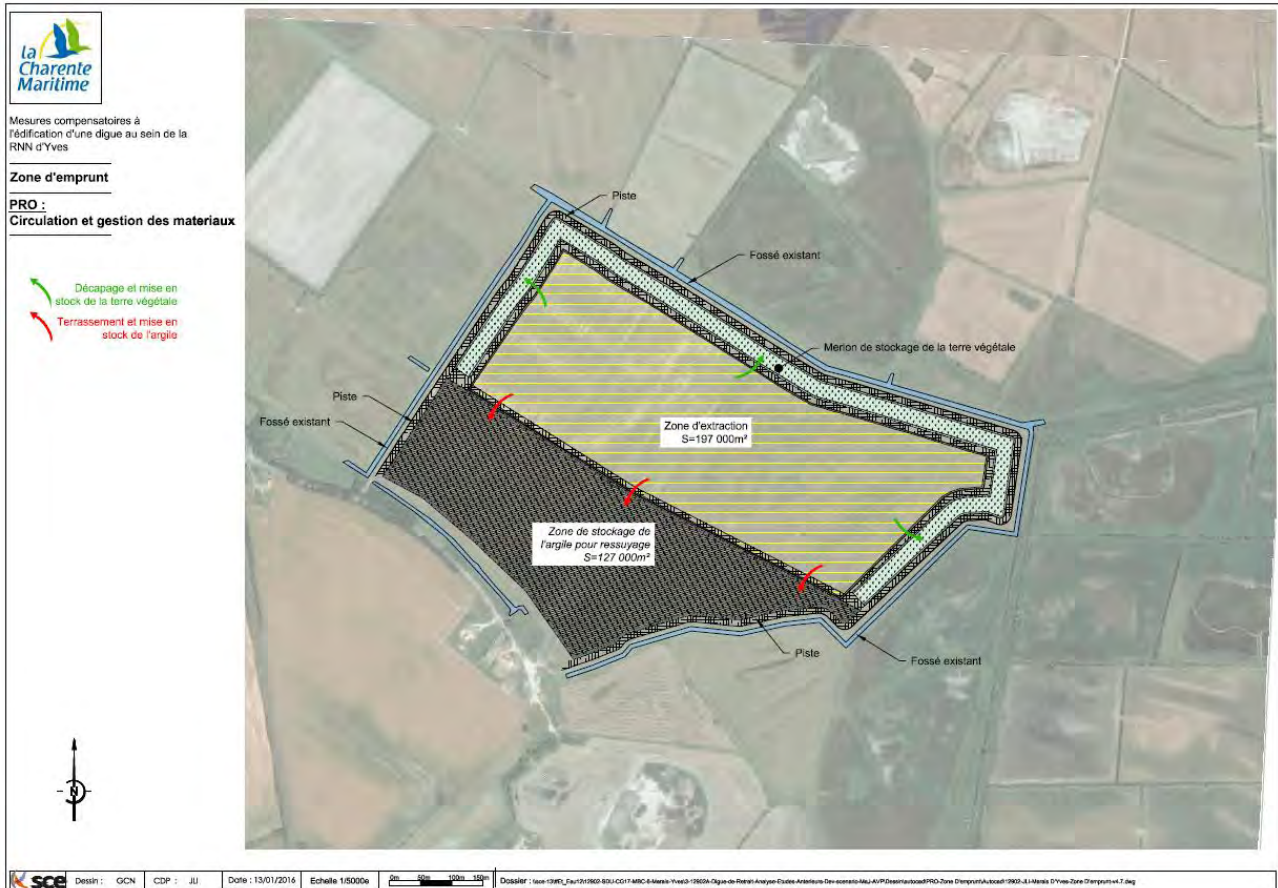 la
Charente
Maritime
Mesures compensatoires à
l'édification d'une digue au sein de la
RNN d'Yves
Zone d'emprunt
PRO :
Circulation et gestion des materiaux
Décapage et mise en
stock de la terre végétale
Terrassement et mise en
stock de l'argile
Piste
Fossé existant
Merlon de stockage de la terre végétale
Piste
Fossé existant
Zone d'extraction
S=197 000m²
Zone de stockage de
l'argile pour ressuyage
S=127 000m²
Piste
Fossé existant
N
sce
Dessin : GCN
CDP : JLI
Date : 13/01/2016
Echelle 1/5000e
0m 50m 100m 150m
Dossier :